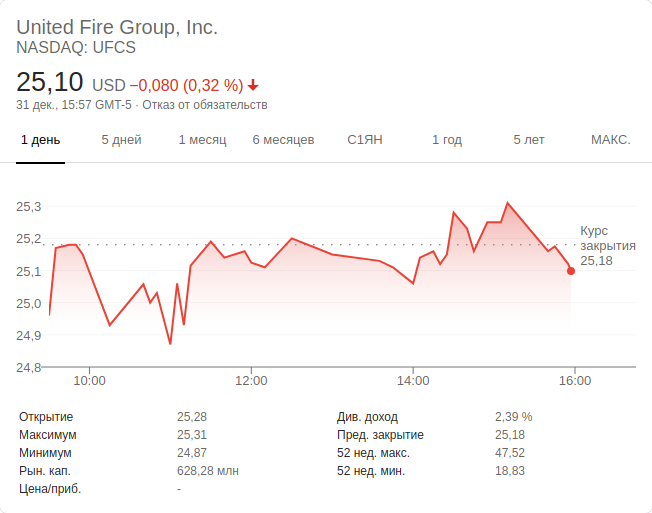 United Fire Group, Inc.
NASDAQ: UFCS
25,10 USD −0,080 (0,32 %)
31 дек., 15:57 GMT-5 · Отказ от обязательств
1 день 5 дней 1 месяц 6 месяцев С1ЯН 1 год 5 лет МАКС.
25,3
25,2
25,1
25,0
24,9
24,8
Курс
закрытия
25,18
10:00 12:00 14:00 16:00
Открытие 25,28 Див. доход 2,39 %
Максимум 25,31 Пред. закрытие 25,18
Минимум 24,87 52 нед. макс. 47,52
Рын. кап. 628,28 млн 52 нед. мин. 18,83
Цена/приб. -